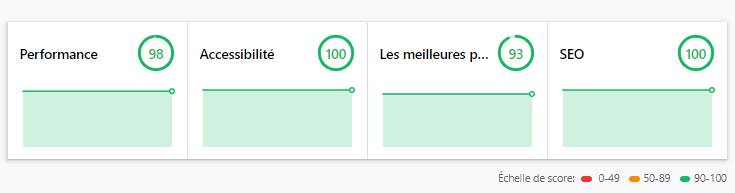 Performance 98
Accessibilité 100
Les meilleures p... 93
SEO 100
Échelle de score: 0-49 50-89 90-100